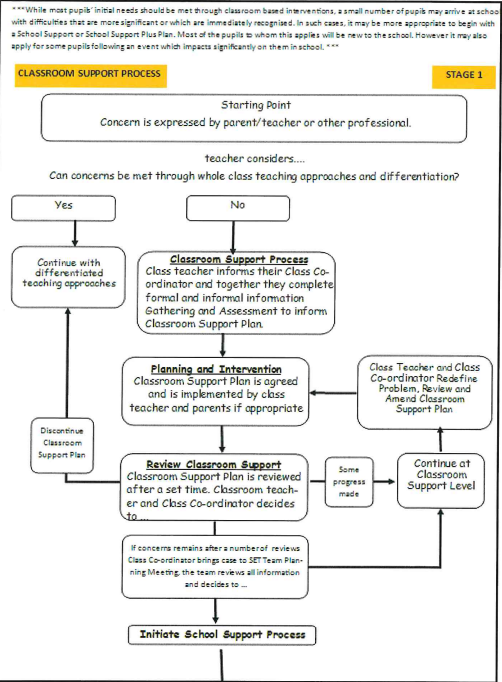 ***While most pupils' initial needs should be met through classroom based interventions, a small number of pupils may arrive at school
with difficulties that are more significant or which are immediately recognised. In such cases, it may be more appropriate to begin with
a School Support or School Support Plus Plan. Most of the pupils to whom this applies will be new to the school. However it may also
apply for some pupils following an event which impacts significantly on them in school. ***
CLASSROOM SUPPORT PROCESS
STAGE 1
Starting Point
Concern is expressed by parent/teacher or other professional.
teacher considers....
Can concerns be met through whole class teaching approaches and differentiation?
Yes
No
Continue with
differentiated
teaching approaches
Classroom Support Process
Class teacher informs their Class Co-
ordinator and together they complete
formal and informal information
Gathering and Assessment to inform
Classroom Support Plan.
Planning and Intervention
Classroom Support Plan is agreed
and is implemented by class
teacher and parents if appropriate
Class Teacher and Class
Co-ordinator Redefine
Problem, Review and
Amend Classroom
Support Plan
Discontinue
Classroom
Support Plan
Review Classroom Support
Classroom Support Plan is reviewed
after a set time. Classroom teach-
er and Class Co-ordinator decides
to ...
Some
progress
made
Continue at
Classroom
Support Level
If concerns remains after a number of reviews
Class Co-ordinator brings case to SET Team Plan-
ning Meeting, the team reviews all information
and decides to ...
Initiate School Support Process